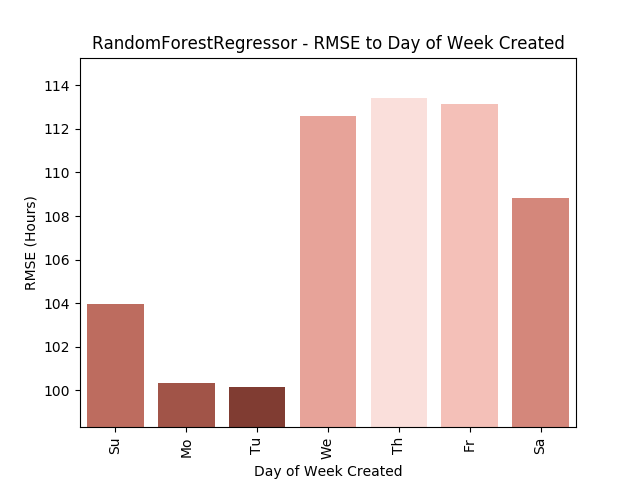 RandomForestRegressor - RMSE to Day of Week Created
114
112
110
108
106
104
102
100
RMSE (Hours)
Su
Mo
Tu
We
Th
Fr
Sa
Day of Week Created